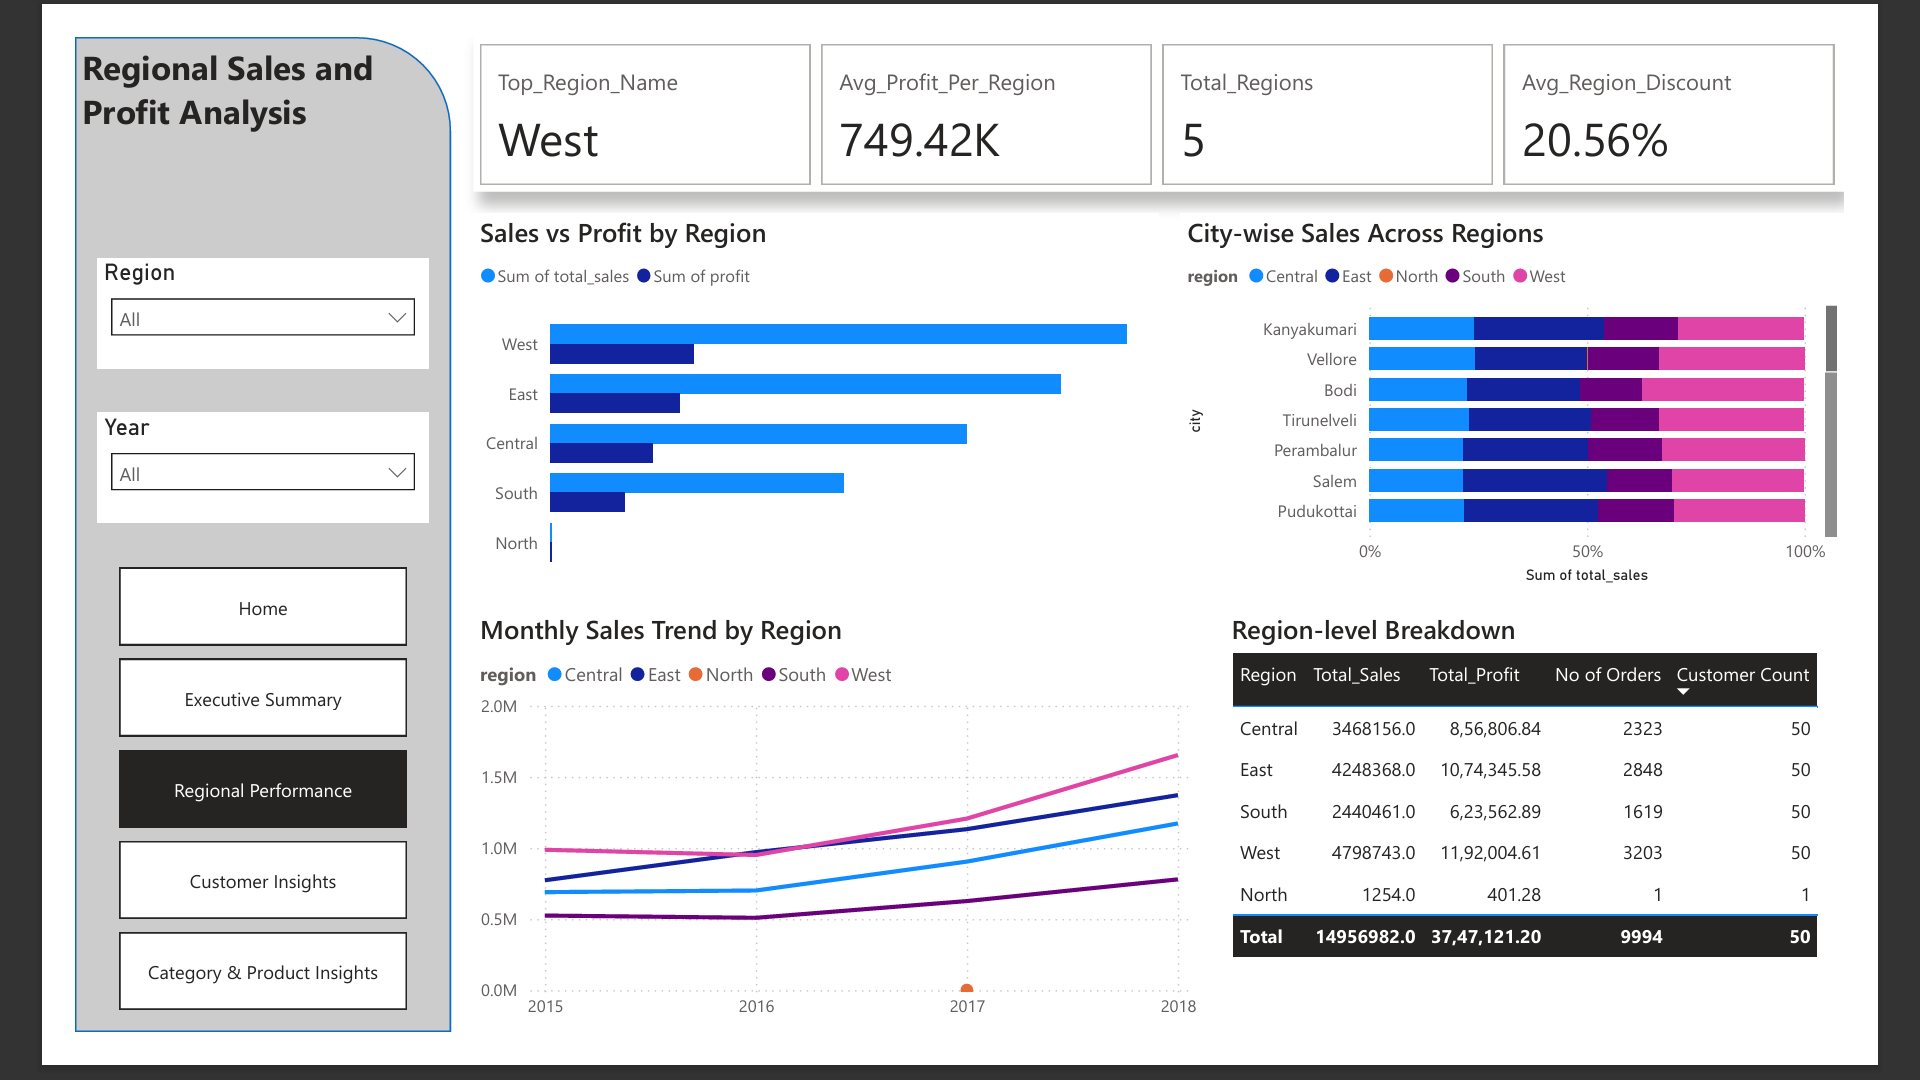 Regional Sales and
Profit Analysis
Region
All
Year
All
Home
Executive Summary
Regional Performance
Customer Insights
Category & Product Insights
Top_Region_Name
West
Avg_Profit_Per_Region
749.42K
Total_Regions
5
Avg_Region_Discount
20.56%
Sales vs Profit by Region
Sum of total_sales Sum of profit
West
East
Central
South
North
City-wise Sales Across Regions
region Central East North South West
city
Kanyakumari
Vellore
Bodi
Tirunelveli
Perambalur
Salem
Pudukottai
0% 50% 100%
Sum of total_sales
Monthly Sales Trend by Region
region Central East North South West
2.0M
1.5M
1.0M
0.5M
0.0M
2015 2016 2017 2018
Region-level Breakdown
Region Total_Sales Total_Profit No of Orders Customer Count
Central 3468156.0 8,56,806.84 2323 50
East 4248368.0 10,74,345.58 2848 50
South 2440461.0 6,23,562.89 1619 50
West 4798743.0 11,92,004.61 3203 50
North 1254.0 401.28 1 1
Total 14956982.0 37,47,121.20 9994 50